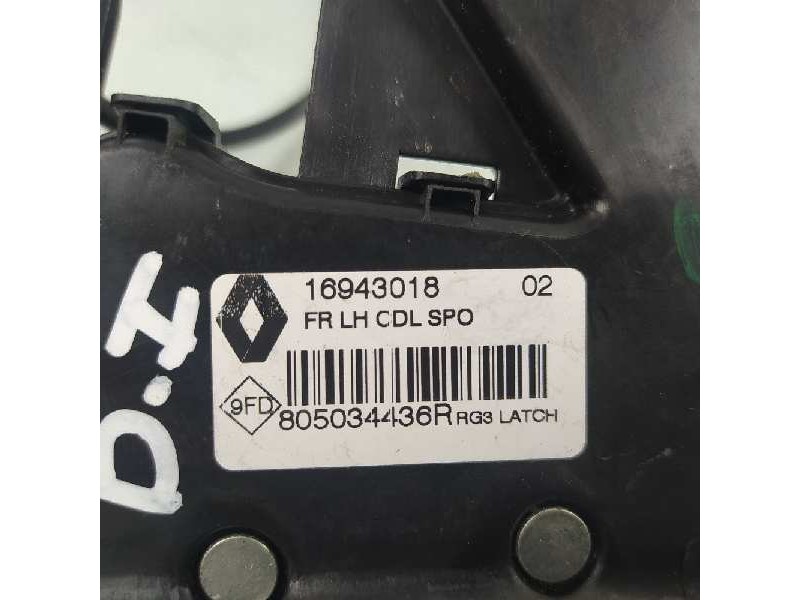 16943018 02
FR LH CDL SPO
9FD
805034436R RG3 LATCH
D.I